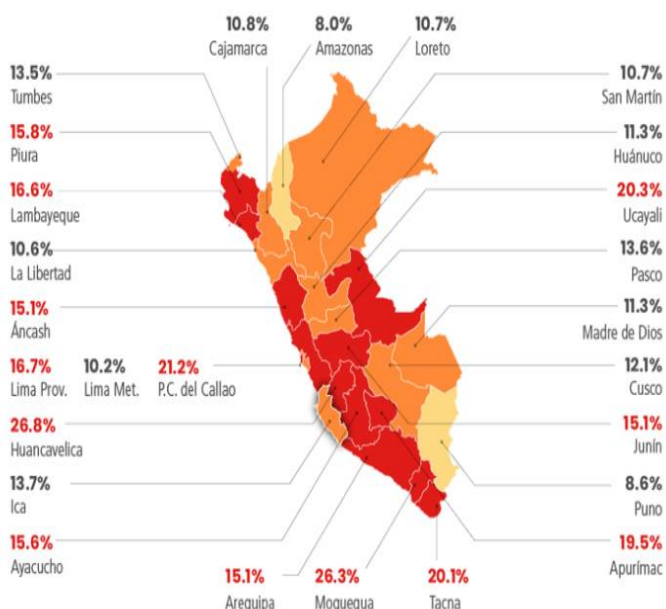 10.8%
Cajamarca
8.0%
Amazonas
10.7%
Loreto
13.5%
Tumbes
15.8%
Piura
16.6%
Lambayeque
10.6%
La Libertad
15.1%
Áncash
16.7% 10.2% 21.2%
Lima Prov. Lima Met. P.C. del Callao
26.8%
Huancavelica
13.7%
Ica
15.6%
Ayacucho
10.7%
San Martín
11.3%
Huánuco
20.3%
Ucayali
13.6%
Pasco
11.3%
Madre de Dios
12.1%
Cusco
15.1%
Junín
8.6%
Puno
19.5%
Apurímac
15.1%
Arequipa
26.3%
Moquegua
20.1%
Tacna